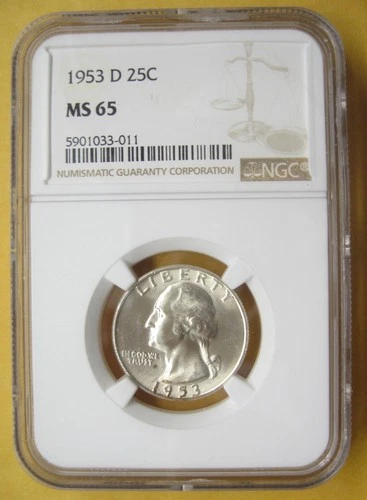 1953 D 25C
MS 65
5901033-011
NUMISMATIC GUARANTY CORPORATION
NGC®
LIBERTY
IN GOD WE
TRUST
1953